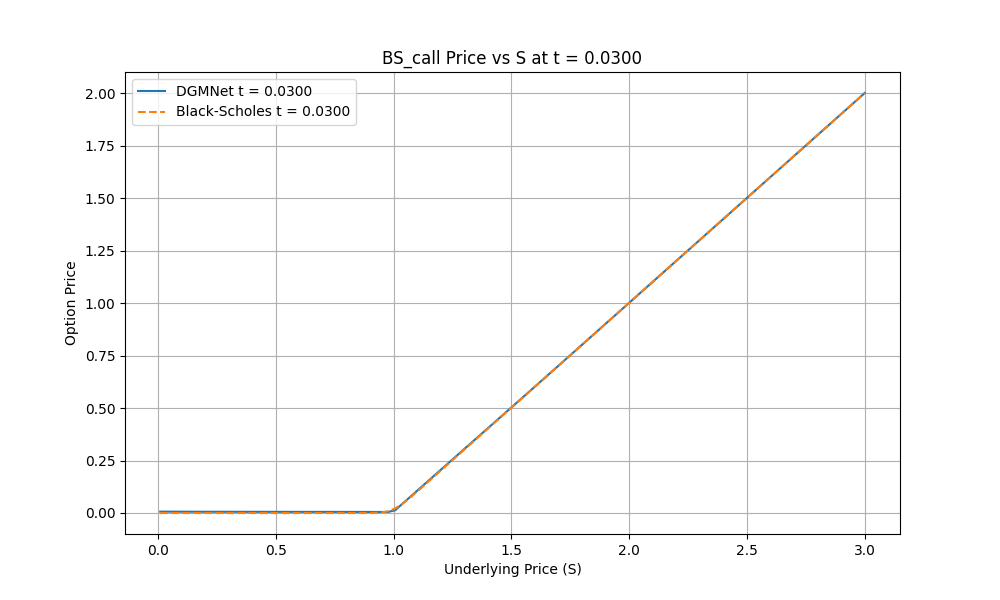 BS_call Price vs S at t = 0.0300
DGMNet t = 0.0300
Black-Scholes t = 0.0300
2.00
1.75
1.50
1.25
1.00
0.75
0.50
0.25
0.00
Option Price
0.0 0.5 1.0 1.5 2.0 2.5 3.0
Underlying Price (S)